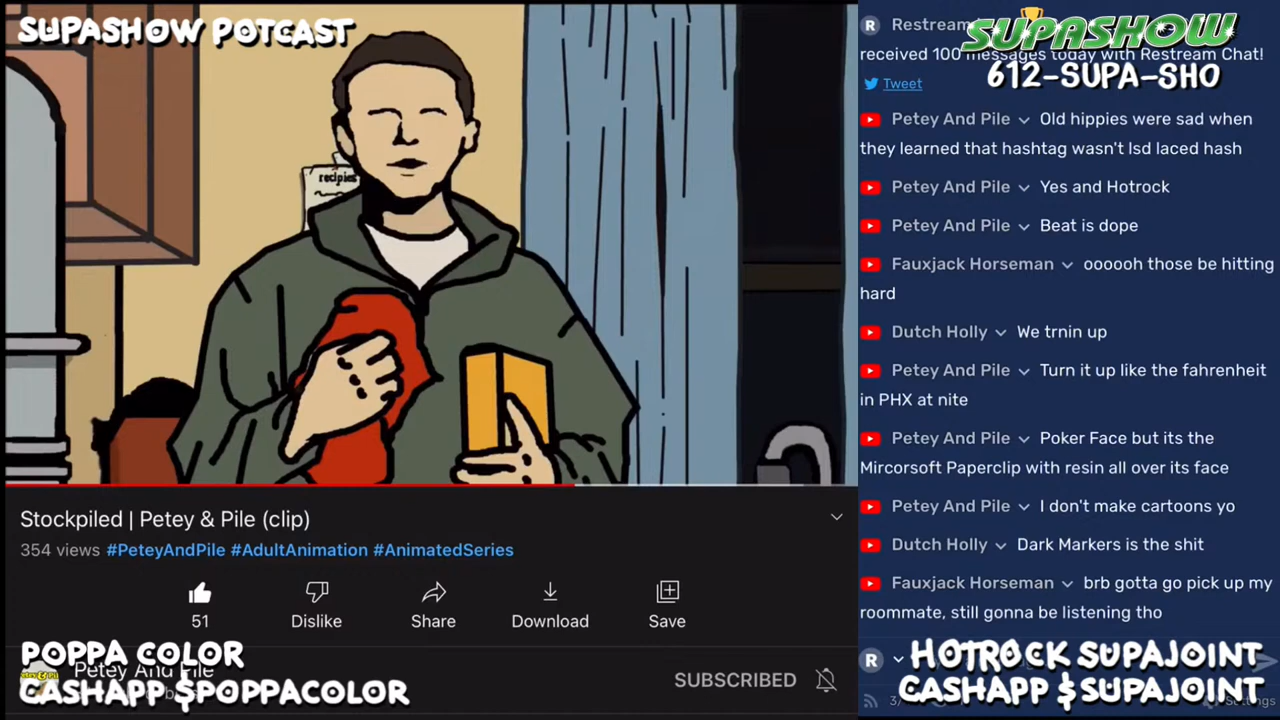 SUPASHOW POTCAST
recipies
Stockpiled | Petey & Pile (clip)
354 views #PeteyAndPile #AdultAnimation #AnimatedSeries
51
Dislike
Share
Download
Save
POPPA COLOR
Petey And Pile
CASHAPP $POPPACOLOR
SUBSCRIBED
R Restream
SUPASHOW
received 100 messages today with Restream Chat!
612-SUPA-SHO
Tweet
Petey And Pile Old hippies were sad when
they learned that hashtag wasn't lsd laced hash
Petey And Pile Yes and Hotrock
Petey And Pile Beat is dope
Fauxjack Horseman oooooh those be hitting
hard
Dutch Holly We trnin up
Petey And Pile Turn it up like the fahrenheit
in PHX at nite
Petey And Pile Poker Face but its the
Mircorsoft Paperclip with resin all over its face
Petey And Pile I don't make cartoons yo
Dutch Holly Dark Markers is the shit
Fauxjack Horseman brb gotta go pick up my
roommate, still gonna be listening tho
R
HOTROCK SUPAJOINT
CASHAPP $SUPAJOINT
Settings